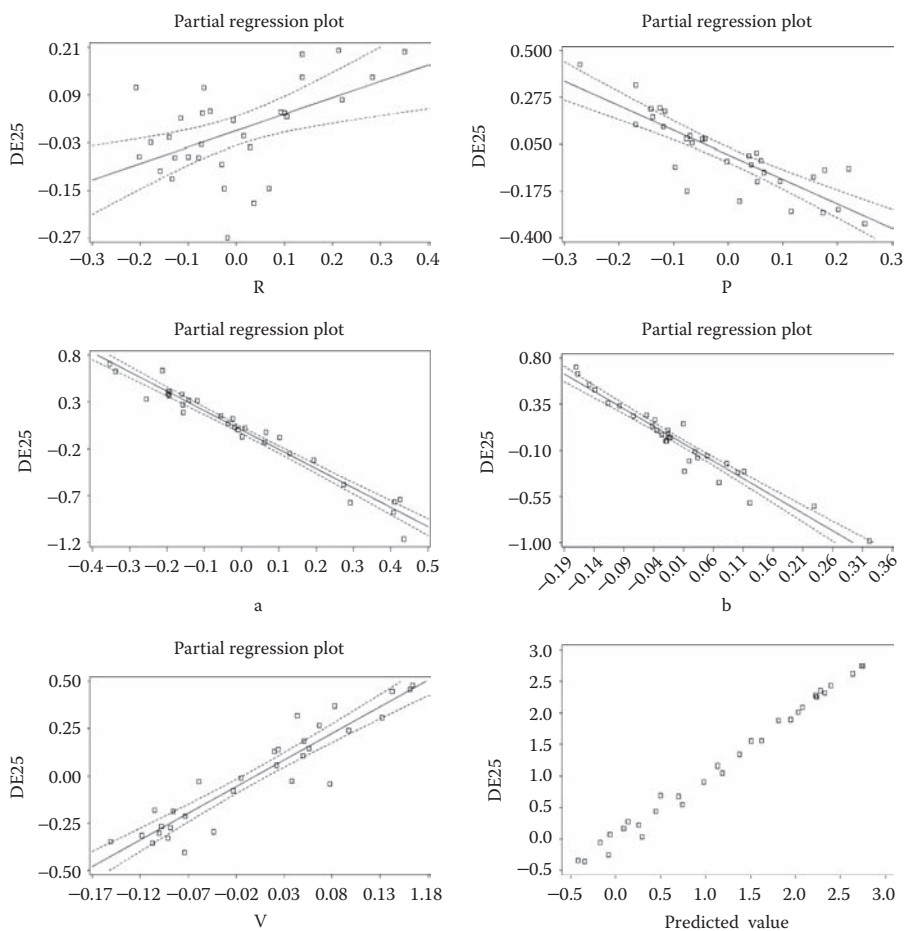 Partial regression plot
0.21
0.09
−0.03
−0.15
−0.27
DE25
−0.3 −0.2 −0.1 0.0 0.1 0.2 0.3 0.4
R
Partial regression plot
0.500
0.275
0.050
−0.175
−0.400
DE25
−0.3 −0.2 −0.1 0.0 0.1 0.2 0.3
P
Partial regression plot
0.8
0.3
−0.2
−0.7
−1.2
DE25
−0.4 −0.3 −0.2 −0.1 0.0 0.1 0.2 0.3 0.4 0.5
a
Partial regression plot
0.80
0.35
−0.10
−0.55
−1.00
DE25
−0.19 −0.14 −0.09 −0.04 0.01 0.06 0.11 0.16 0.21 0.26 0.31 0.36
b
Partial regression plot
0.50
0.25
0.00
−0.25
−0.50
DE25
−0.17 −0.12 −0.07 −0.02 0.03 0.08 0.13 1.18
V
3.0
2.5
2.0
1.5
1.0
0.5
0.0
−0.5
DE25
−0.5 0.0 0.5 1.0 1.5 2.0 2.5 3.0
Predicted value